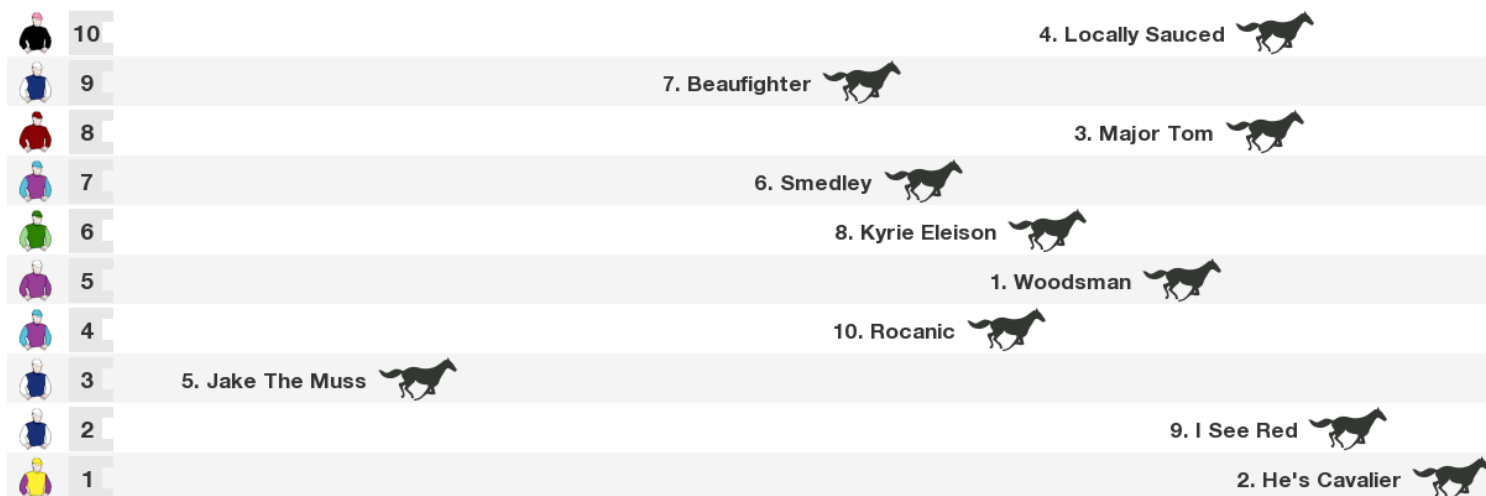 10 4. Locally Sauced
9 7. Beaufighter
8 3. Major Tom
7 6. Smedley
6 8. Kyrie Eleison
5 1. Woodsman
4 10. Rocanic
3 5. Jake The Muss
2 9. I See Red
1 2. He's Cavalier